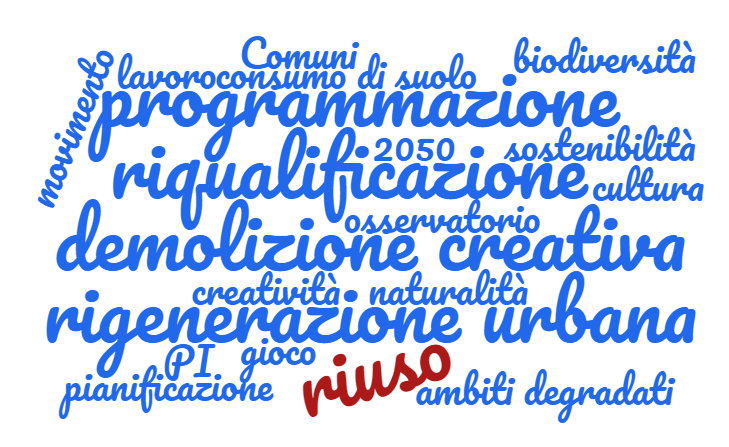 Comuni
biodiversità
movimento
lavoro
consumo di suolo
programmazione
2050
sostenibilità
riqualificazione
cultura
osservatorio
demolizione creativa
creatività
naturalità
rigenerazione urbana
PI
gioco
riuso
pianificazione
ambiti degradati